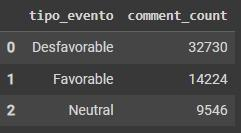 tipo_evento comment_count
0 Desfavorable 32730
1 Favorable 14224
2 Neutral 9546